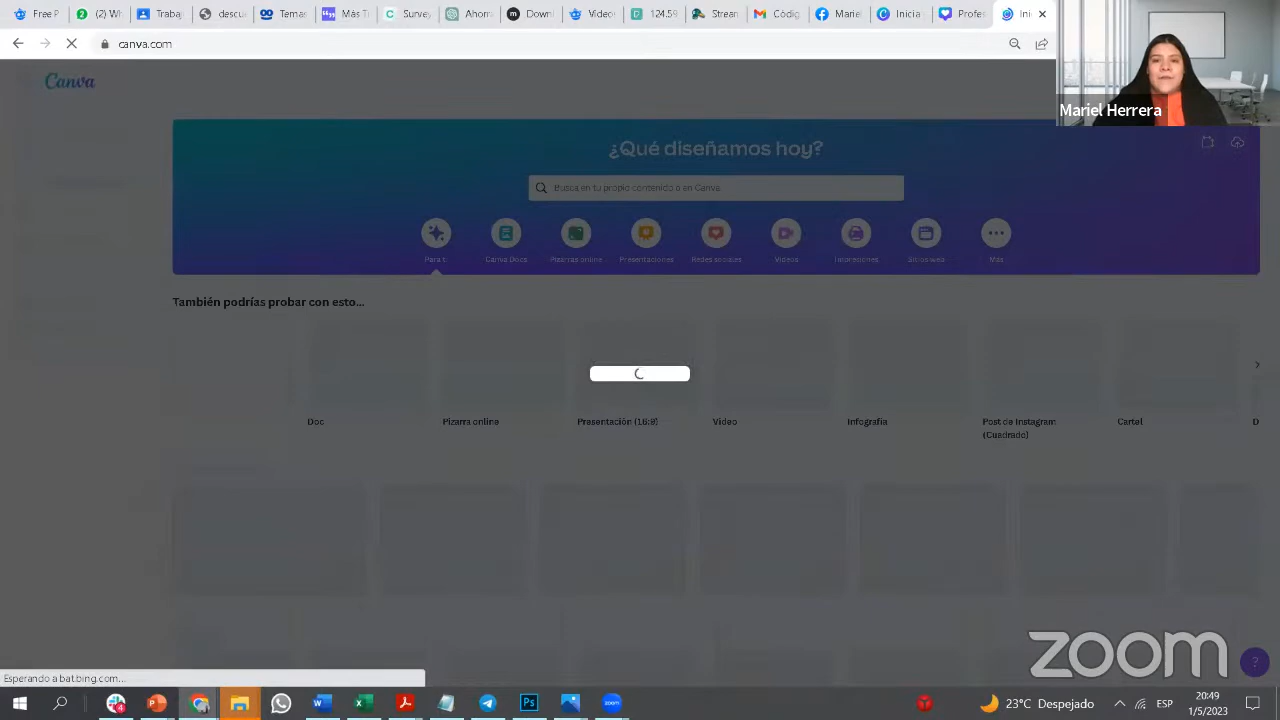 Free P
(2) W
Trabaj
descu
Temas
Más Ti
Survey
Ahorr
Down
Video
124.59
Stream
Códig
Marie
Inicia
Profes
Ini
canva.com
Mariel Herrera
Canva
¿Qué diseñamos hoy?
Busca en tu propio contenido o en Canva
Para ti
Canva Docs
Pizarras online
Presentaciones
Redes sociales
Videos
Impresiones
Sitios web
Más
También podrías probar con esto...
Doc
Pizarra online
Presentación (16:9)
Video
Infografía
Post de Instagram
(Cuadrado)
Cartel
D
zoom
?
Esperando a bat.bing.com...
23°C Despejado
ESP
20:49
1/5/2023